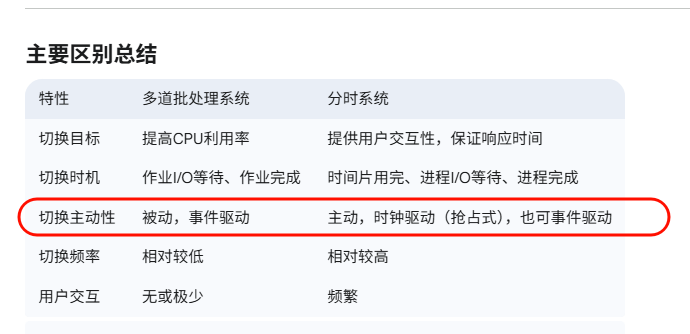 主要区别总结
特性 多道批处理系统 分时系统
切换目标 提高CPU利用率 提供用户交互性，保证响应时间
切换时机 作业I/O等待、作业完成 时间片用完、进程I/O等待、进程完成
切换主动性 被动，事件驱动 主动，时钟驱动（抢占式），也可事件驱动
切换频率 相对较低 相对较高
用户交互 无或极少 频繁